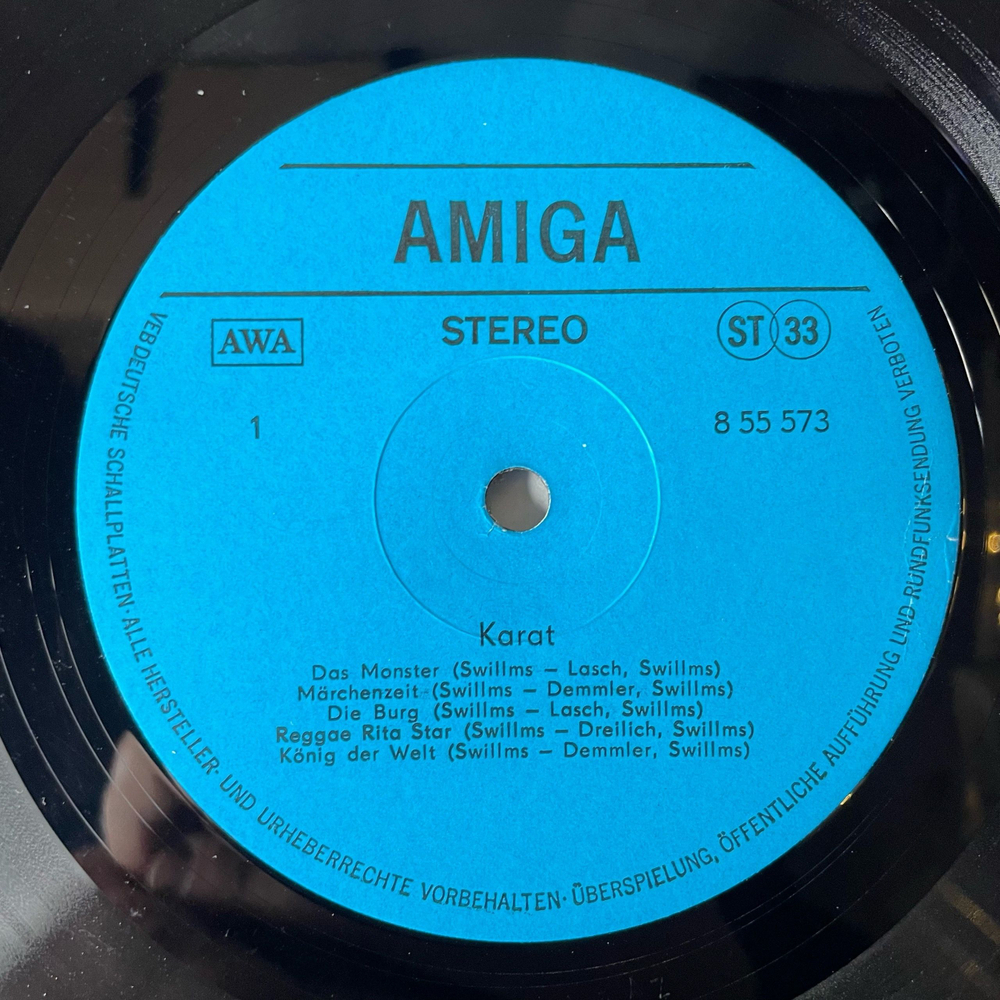 AMIGA
AWA
STEREO
ST 33
1
8 55 573
Karat
Das Monster (Swillms – Lasch, Swillms)
Märchenzeit (Swillms – Demmler, Swillms)
Die Burg (Swillms – Lasch, Swillms)
Reggae Rita Star (Swillms – Dreilich, Swillms)
König der Welt (Swillms – Demmler, Swillms)
VEB DEUTSCHE SCHALLPLATTEN · ALLE HERSTELLER- UND URHEBERRECHTE VORBEHALTEN · ÜBERSPIELUNG, ÖFFENTLICHE AUFFÜHRUNG UND RUNDFUNKSENDUNG VERBOTEN